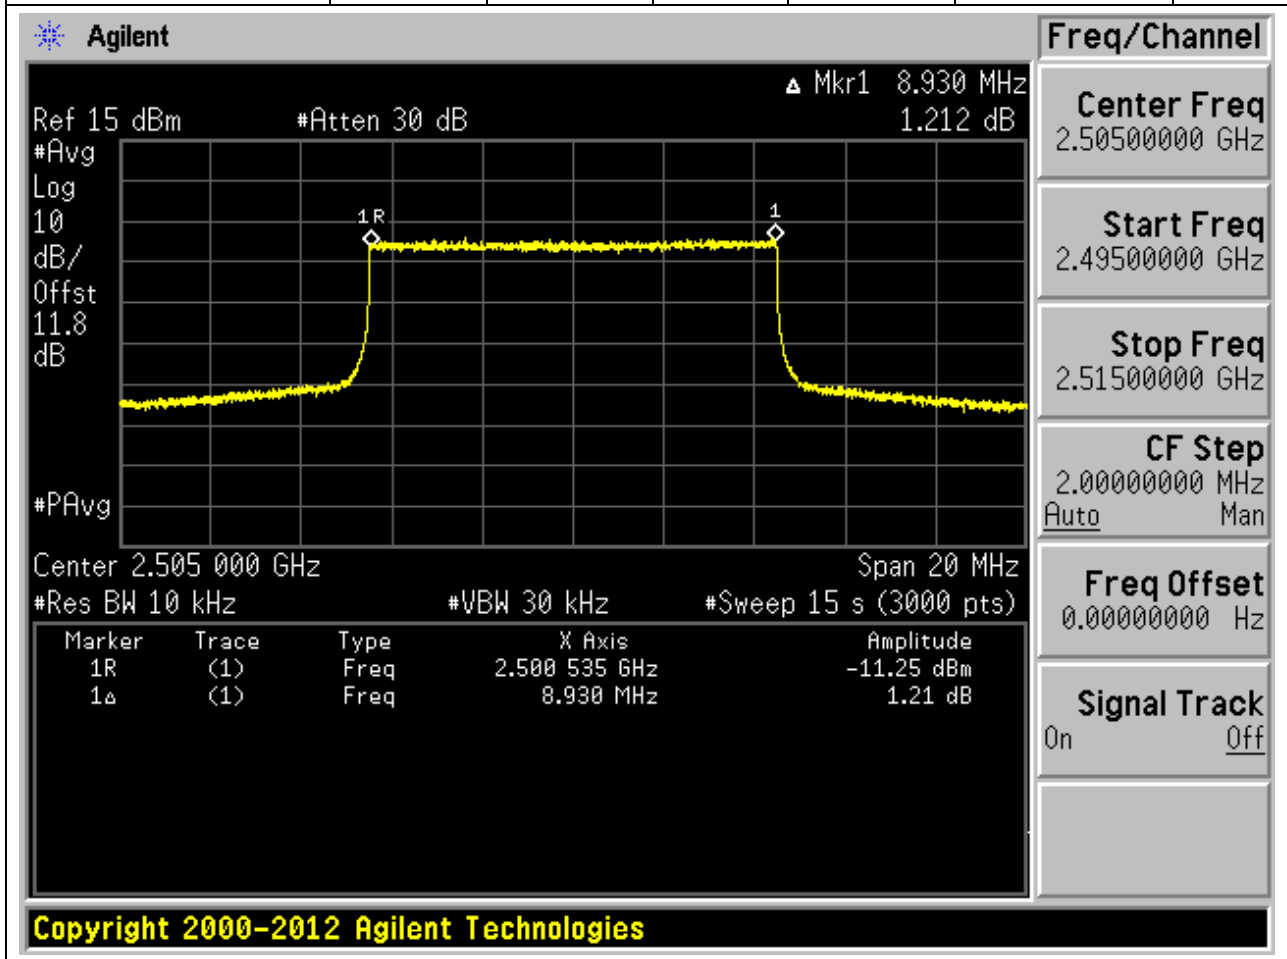 Agilent
Freq/Channel
Δ Mkr1 8.930 MHz
Ref 15 dBm #Atten 30 dB 1.212 dB
#Avg
Log
10
dB/
Offst
11.8
dB
1R
1
#PAvg
Center 2.505 000 GHz Span 20 MHz
#Res BW 10 kHz #VBW 30 kHz #Sweep 15 s (3000 pts)
Marker Trace Type X Axis Amplitude
1R (1) Freq 2.500 535 GHz -11.25 dBm
1Δ (1) Freq 8.930 MHz 1.21 dB
Center Freq
2.50500000 GHz
Start Freq
2.49500000 GHz
Stop Freq
2.51500000 GHz
CF Step
2.00000000 MHz
Auto Man
Freq Offset
0.00000000 Hz
Signal Track
On Off
Copyright 2000-2012 Agilent Technologies